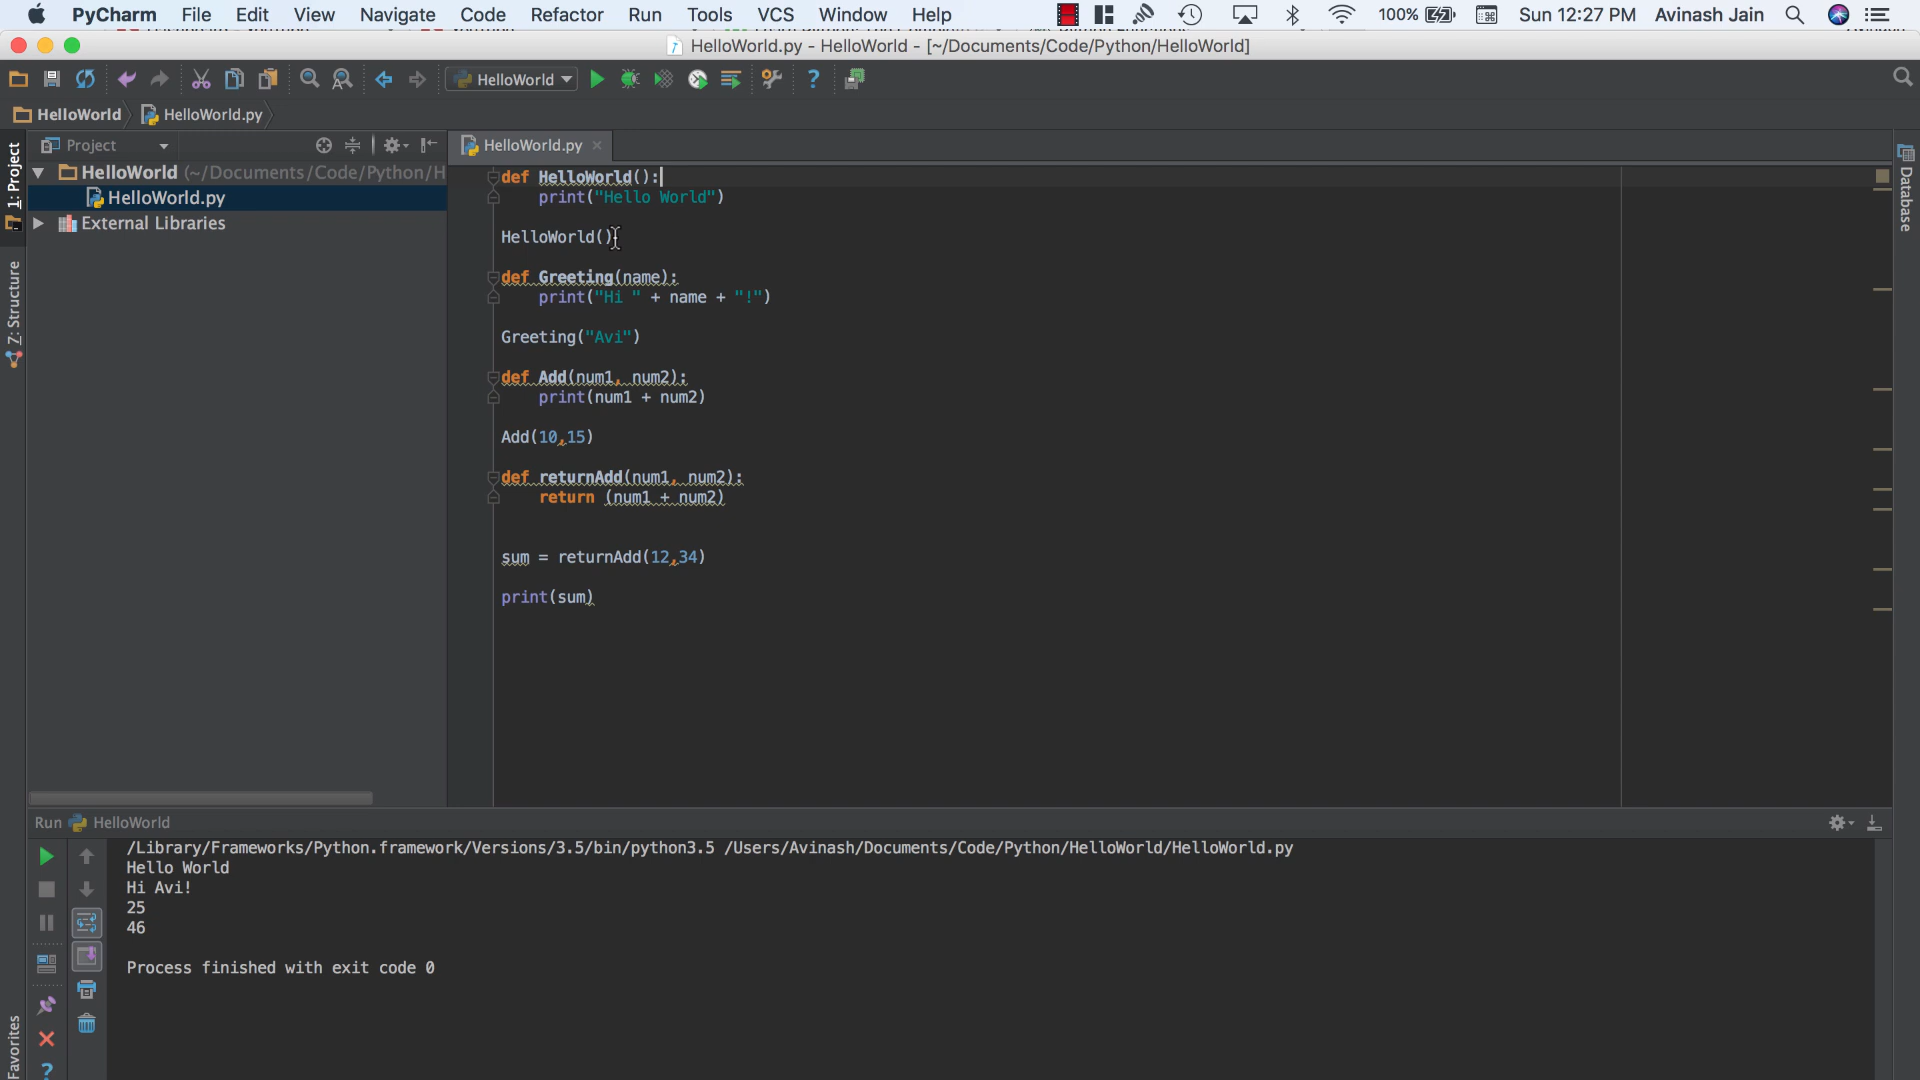 PyCharm File Edit View Navigate Code Refactor Run Tools VCS Window Help 100% Sun 12:27 PM Avinash Jain
HelloWorld.py - HelloWorld - [~/Documents/Code/Python/HelloWorld]
HelloWorld
HelloWorld HelloWorld.py
1: Project
Z: Structure
Favorites
Project
HelloWorld (~/Documents/Code/Python/H
HelloWorld.py
External Libraries
HelloWorld.py
def HelloWorld():
print("Hello World")
HelloWorld()
def Greeting(name):
print("Hi " + name + "!")
Greeting("Avi")
def Add(num1, num2):
print(num1 + num2)
Add(10,15)
def returnAdd(num1, num2):
return (num1 + num2)
sum = returnAdd(12,34)
print(sum)
Database
Run HelloWorld
/Library/Frameworks/Python.framework/Versions/3.5/bin/python3.5 /Users/Avinash/Documents/Code/Python/HelloWorld/HelloWorld.py
Hello World
Hi Avi!
25
46
Process finished with exit code 0